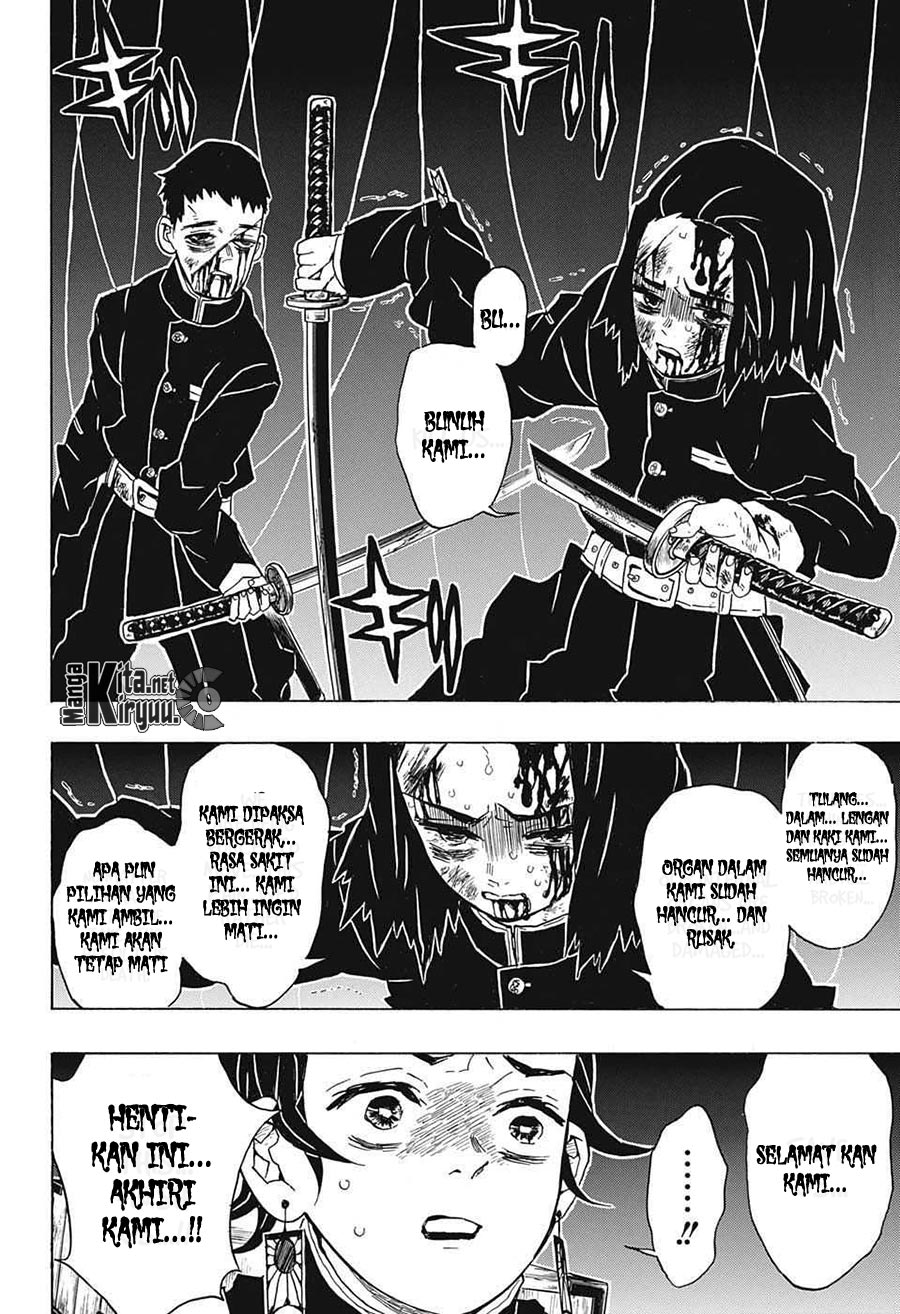 BU...
BUNUH
KAMI...
Manga
Kita.net
Kiryuu.
TULANG...
DALAM... LENGAN
DAN KAKI KAMI...
SEMUANYA SUDAH
HANCUR...
BROKEN...
ORGAN DALAM
KAMI SUDAH
HANCUR... DAN
RUSAK,
DAMAGED...
KAMI DIPAKSA
BERGERAK...
RASA SAKIT
INI... KAMI
LEBIH INGIN
MATI...
APA PUN
PILIHAN YANG
KAMI AMBIL...
KAMI AKAN
TETAP MATI
SELAMAT KAN
KAMI...
......!!
HENTI-
KAN INI...
AKHIRI
KAMI...!!